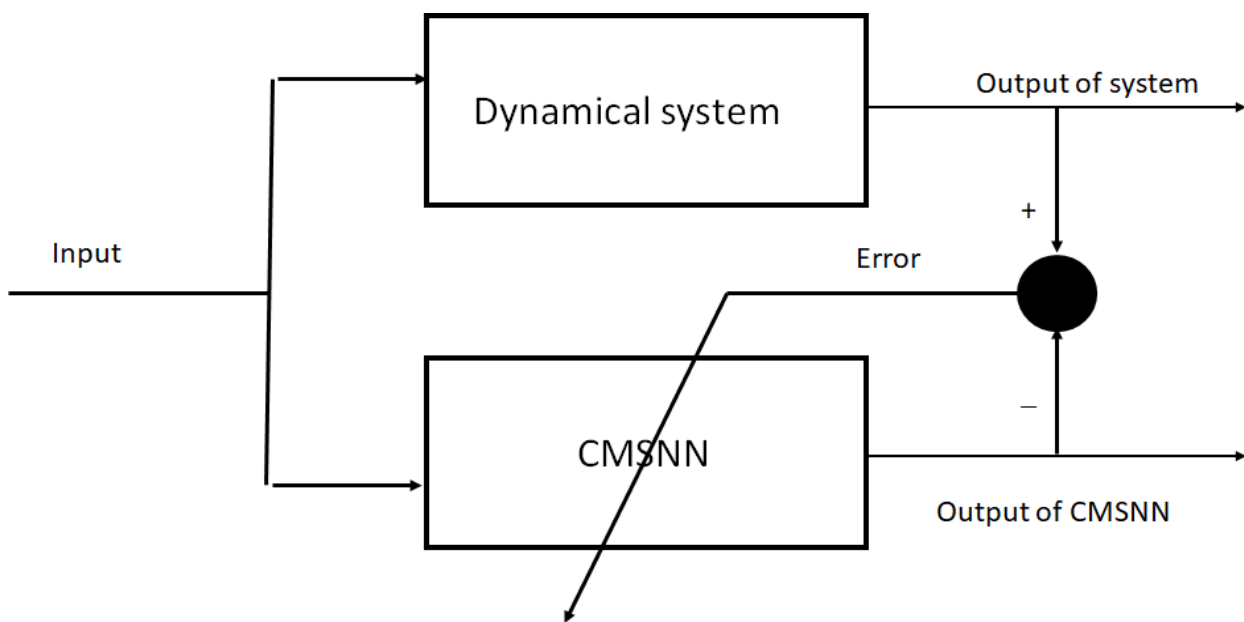 Dynamical system
Output of system
+
Input
Error
CMSNN
–
Output of CMSNN